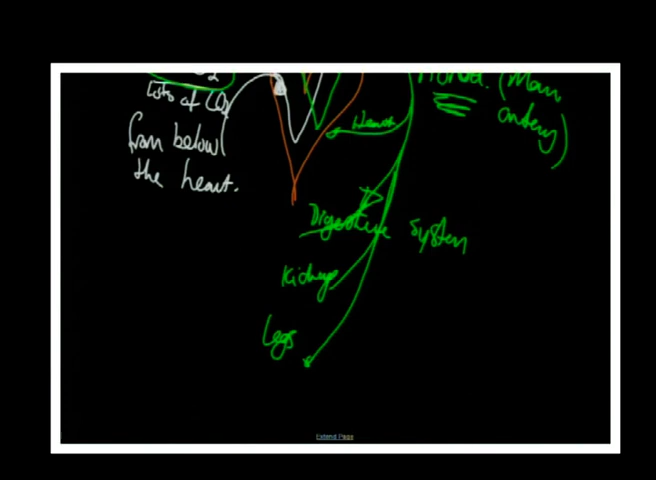 Lots of CO2
from below
the heart.
Aorta. (Main
artery)
Heart
Digestive System
Kidneys
Legs
Extend Page